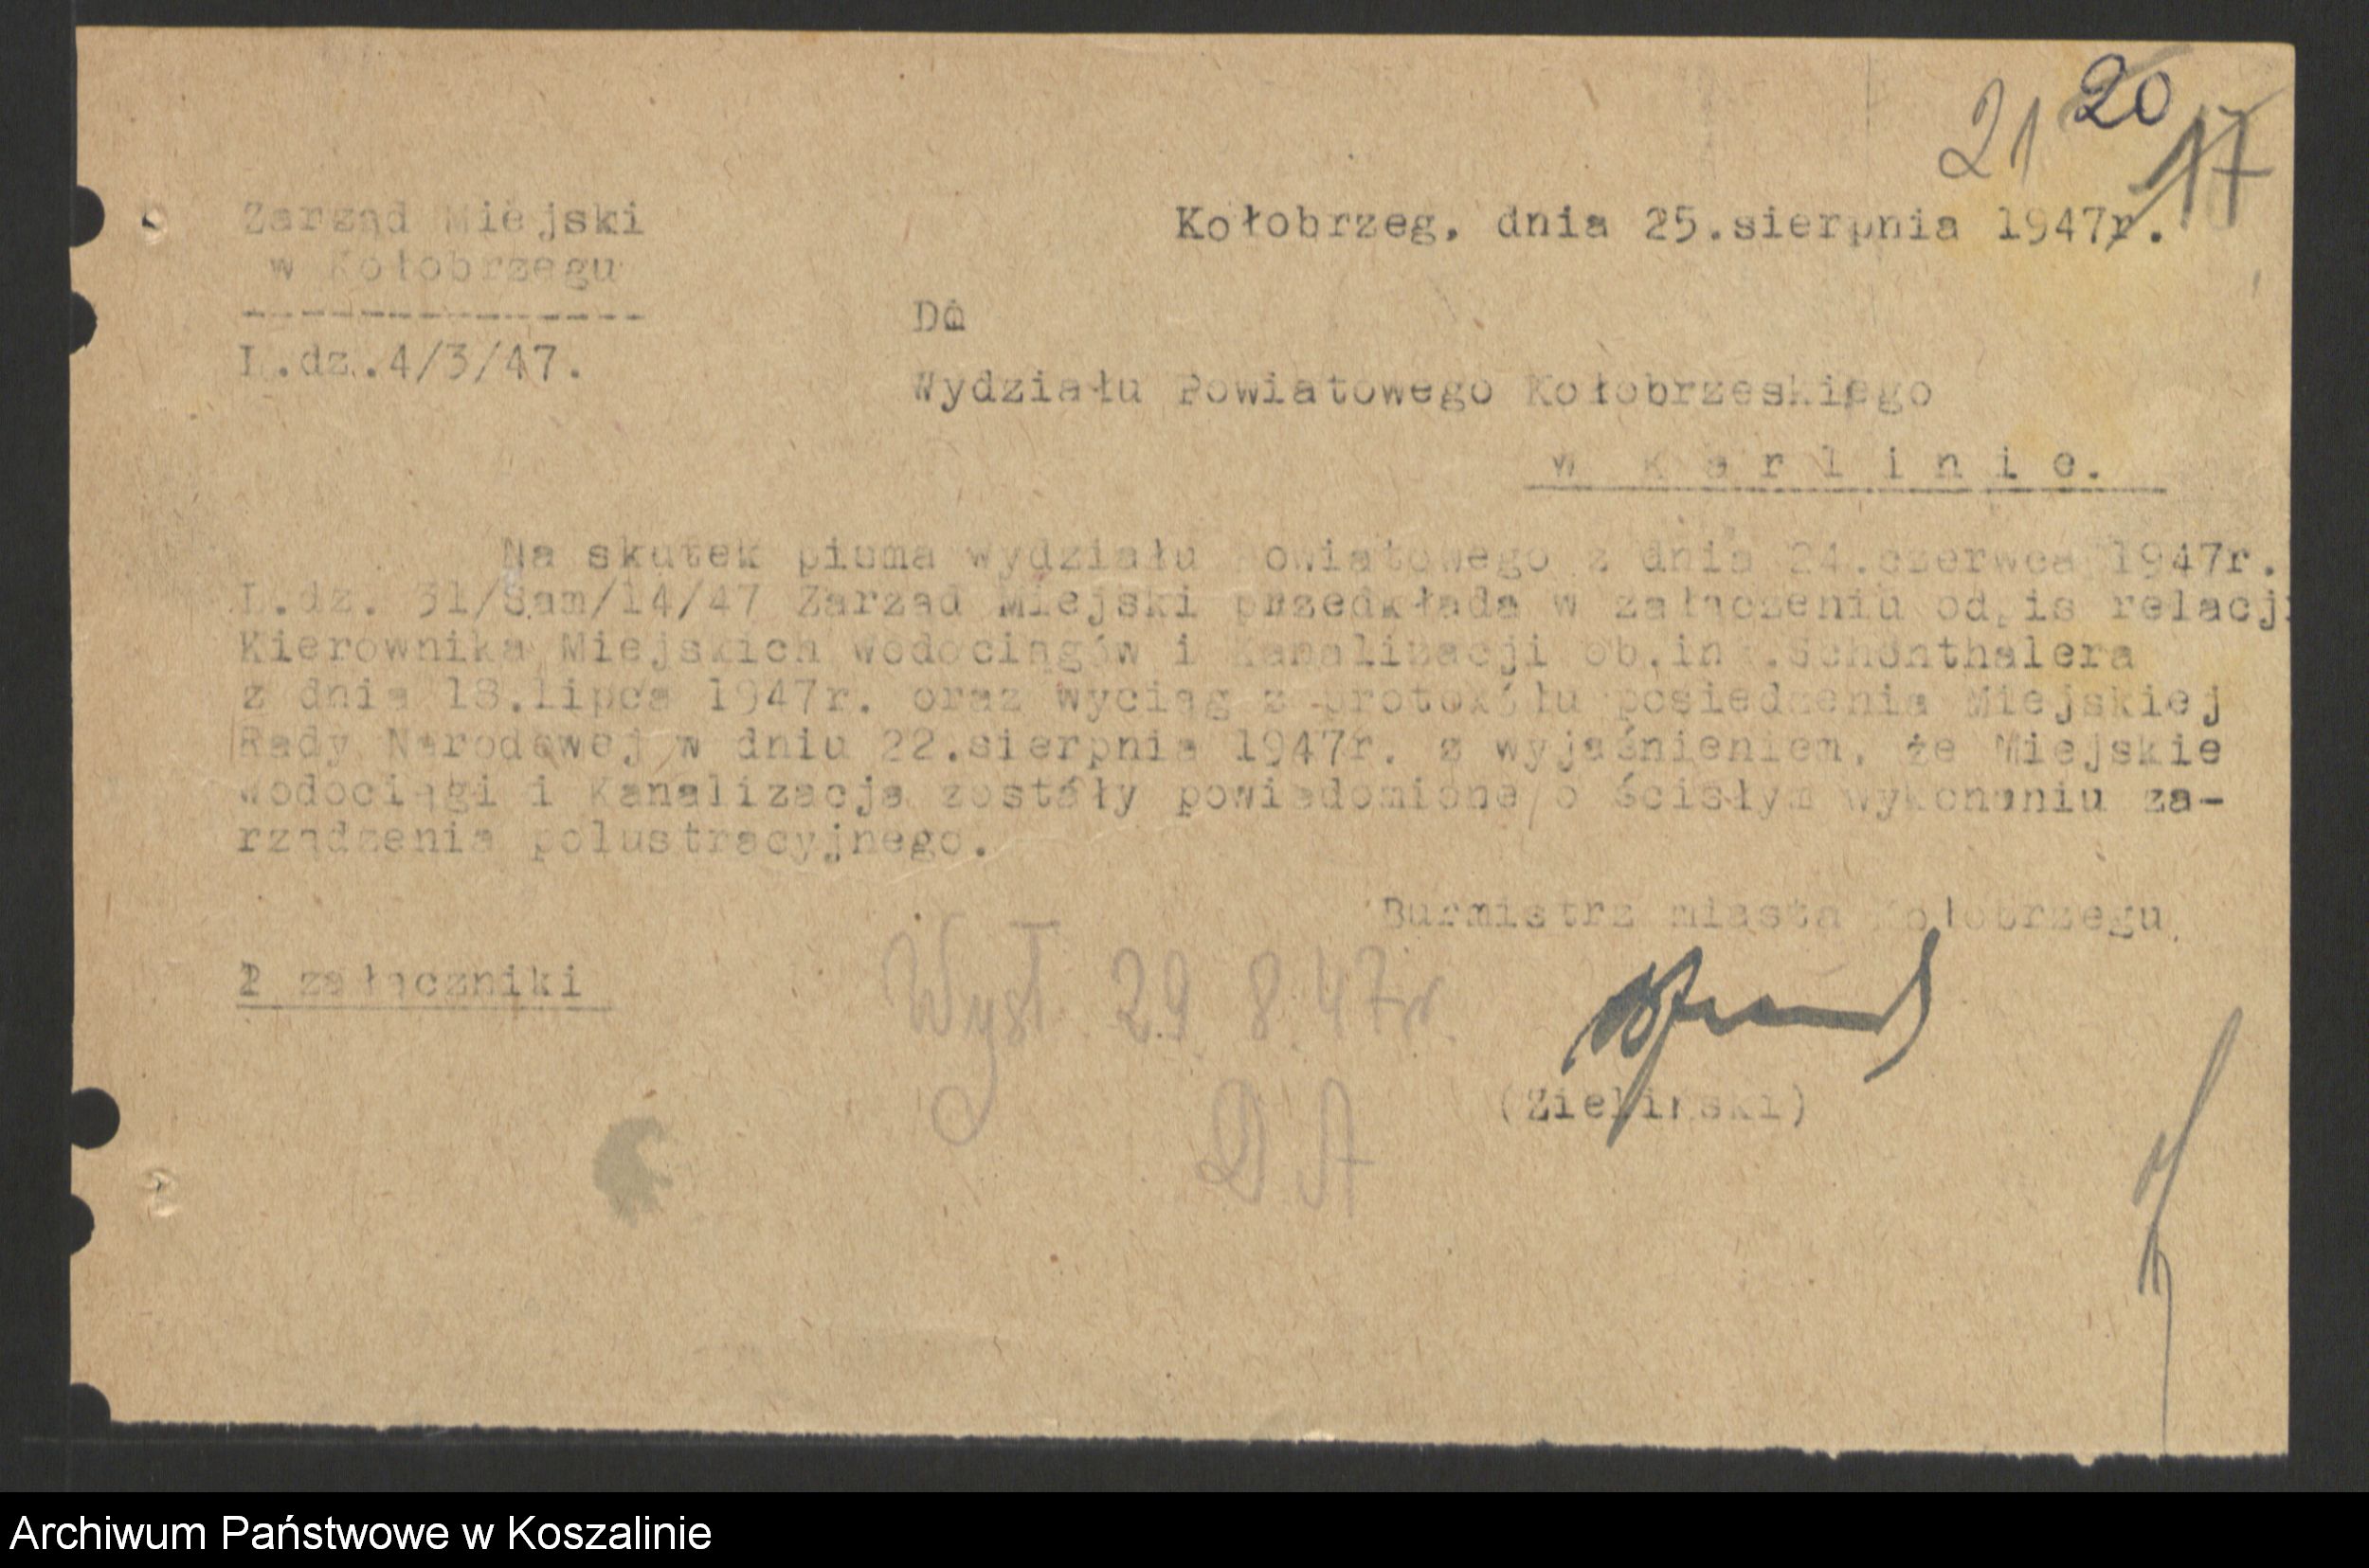 21 20 17
Zarząd Miejski
w Kołobrzegu
Kołobrzeg, dnia 25.sierpnia 1947r.
L.dz.4/3/47.
Do
Wydziału Powiatowego Kołobrzeskiego
w K a r l i n i e.
Na skutek pisma Wydziału Powiatowego z dnia 24.czerwca 1947r.
L.dz. 31/Sam/14/47 Zarząd Miejski przedkłada w załączeniu odpis relacji
Kierownika Miejskich Wodociągów i Kanalizacji ob.inż.Schönthalera
z dnia 18.lipca 1947r. oraz wyciąg z protokółu posiedzenia Miejskiej
Rady Narodowej w dniu 22.sierpnia 1947r. z wyjaśnieniem, że Miejskie
Wodociągi i Kanalizacja zostały powiadomione o ścisłym wykonaniu za-
rządzenia polustracyjnego.
Burmistrz miasta Kołobrzegu
2 załączniki
Wysł. 29 8 47r
(Zieliński)
D A
Archiwum Państwowe w Koszalinie